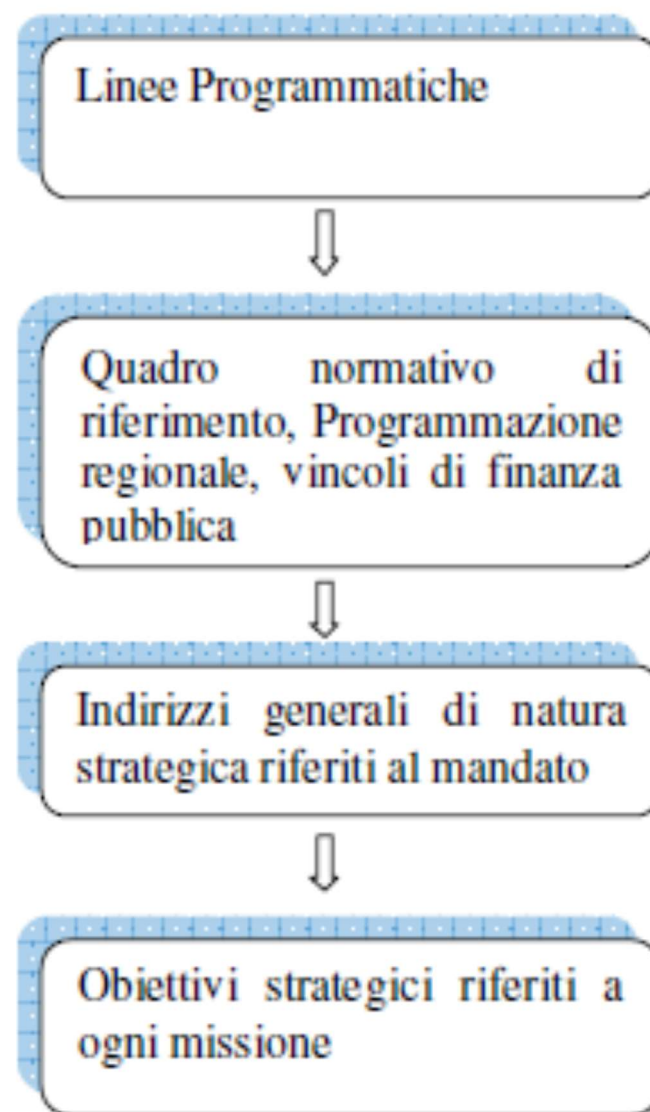 Linee Programmatiche
Quadro normativo di
riferimento, Programmazione
regionale, vincoli di finanza
pubblica
Indirizzi generali di natura
strategica riferiti al mandato
Obiettivi strategici riferiti a
ogni missione